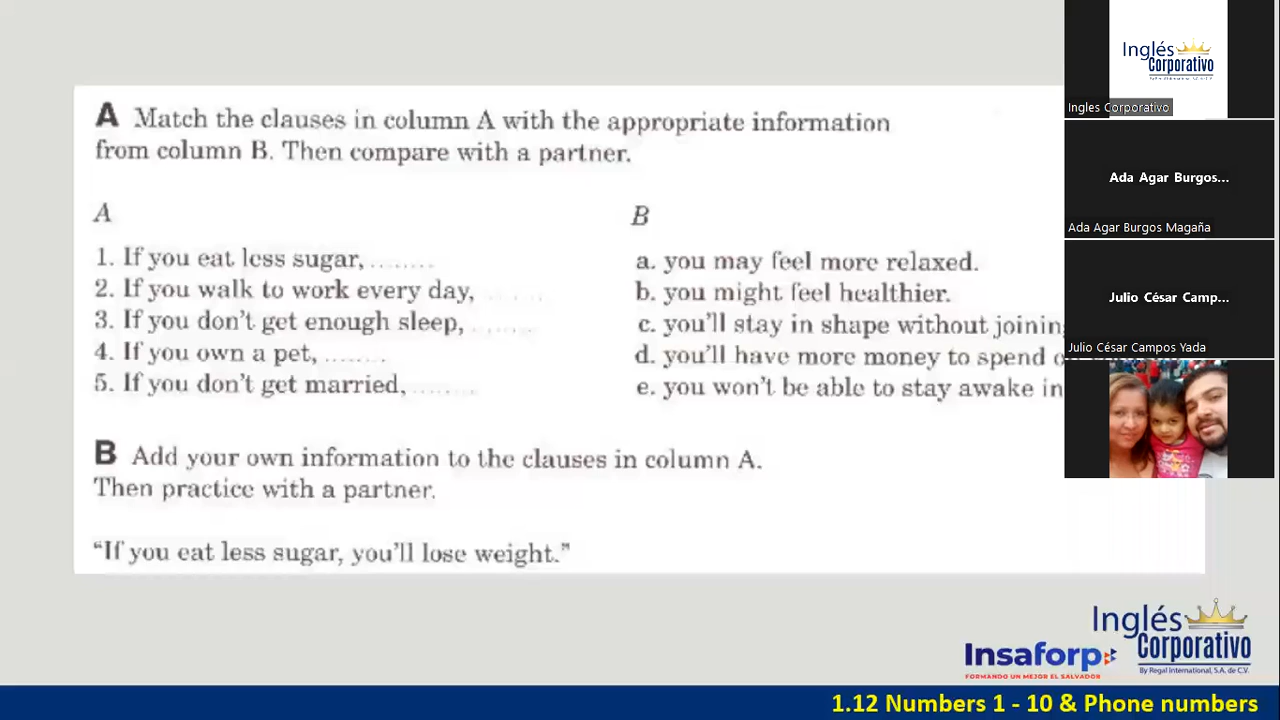 A Match the clauses in column A with the appropriate information
from column B. Then compare with a partner.
A
1. If you eat less sugar, ........
2. If you walk to work every day, ........
3. If you don't get enough sleep, ........
4. If you own a pet, ........
5. If you don't get married, ........
B
a. you may feel more relaxed.
b. you might feel healthier.
c. you'll stay in shape without joining
d. you'll have more money to spend
e. you won't be able to stay awake in
B Add your own information to the clauses in column A.
Then practice with a partner.
"If you eat less sugar, you'll lose weight."
Inglés
Corporativo
Ingles Corporativo
Ada Agar Burgos...
Ada Agar Burgos Magaña
Julio César Camp...
Julio César Campos Yada
Insaforp
FORMANDO UN MEJOR EL SALVADOR
Inglés
Corporativo
By Regal International, S.A. de C.V.
1.12 Numbers 1 - 10 & Phone numbers